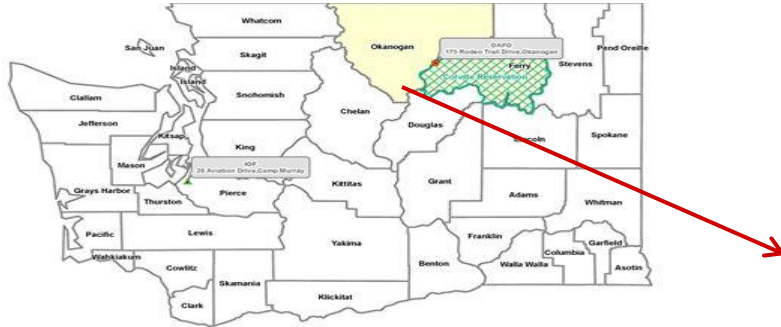 Whatcom
San Juan
Skagit
Island
Island
Snohomish
Okanogan
OAFO
175 Rodeo Trail Drive,Okanogan
Ferry
Stevens
Pend Oreille
Colville Reservation
Clallam
Jefferson
Kitsap
Chelan
Douglas
King
Mason
IOF
20 Aviation Drive,Camp Murray
Lincoln
Spokane
Grays Harbor
Thurston
Pierce
Kittitas
Grant
Adams
Whitman
Pacific
Lewis
Wahkiakum
Yakima
Franklin
Garfield
Columbia
Benton
Walla Walla
Asotin
Cowlitz
Skamania
Clark
Klickitat